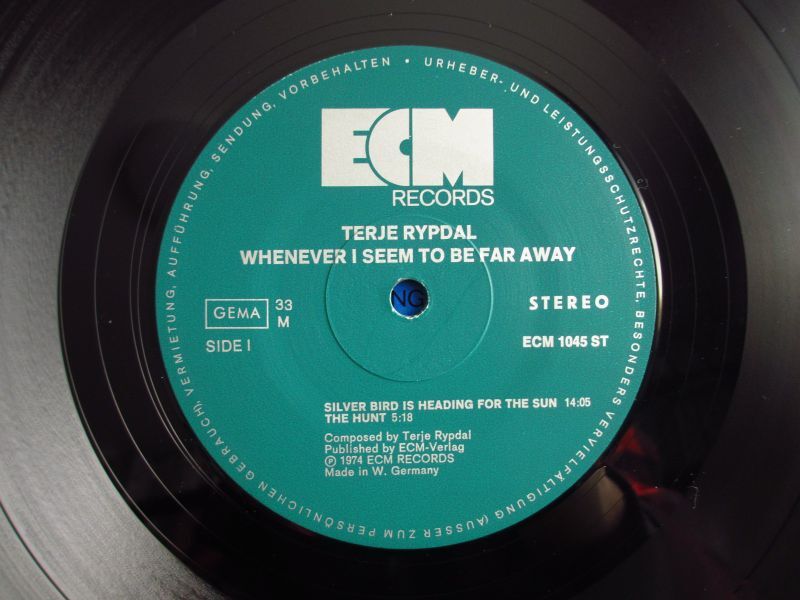 URHEBER- UND LEISTUNGSSCHUTZRECHTE, BESONDERS VERVIELFÄLTIGUNG (AUSSER ZUM PERSÖNLICHEN GEBRAUCH), VERMIETUNG, AUFFÜHRUNG, SENDUNG, VORBEHALTEN •
ECM
RECORDS
TERJE RYPDAL
WHENEVER I SEEM TO BE FAR AWAY
NG
GEMA
33
M
STEREO
SIDE I
ECM 1045 ST
SILVER BIRD IS HEADING FOR THE SUN 14:05
THE HUNT 5:18
Composed by Terje Rypdal
Published by ECM-Verlag
℗ 1974 ECM RECORDS
Made in W. Germany